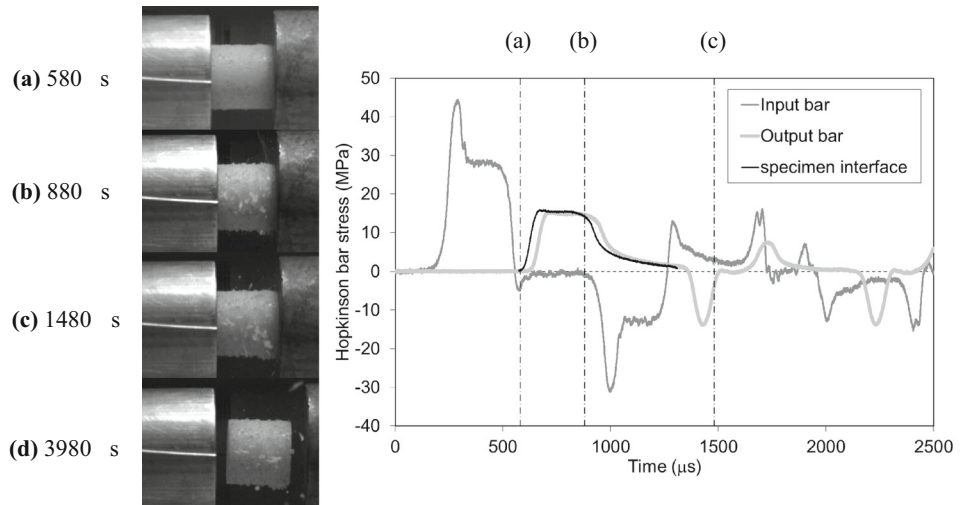 (a) 580 s
(b) 880 s
(c) 1480 s
(d) 3980 s
(a) (b) (c)
Hopkinson bar stress (MPa)
50
40
30
20
10
0
-10
-20
-30
-40
Input bar
Output bar
specimen interface
0 500 1000 1500 2000 2500
Time (μs)